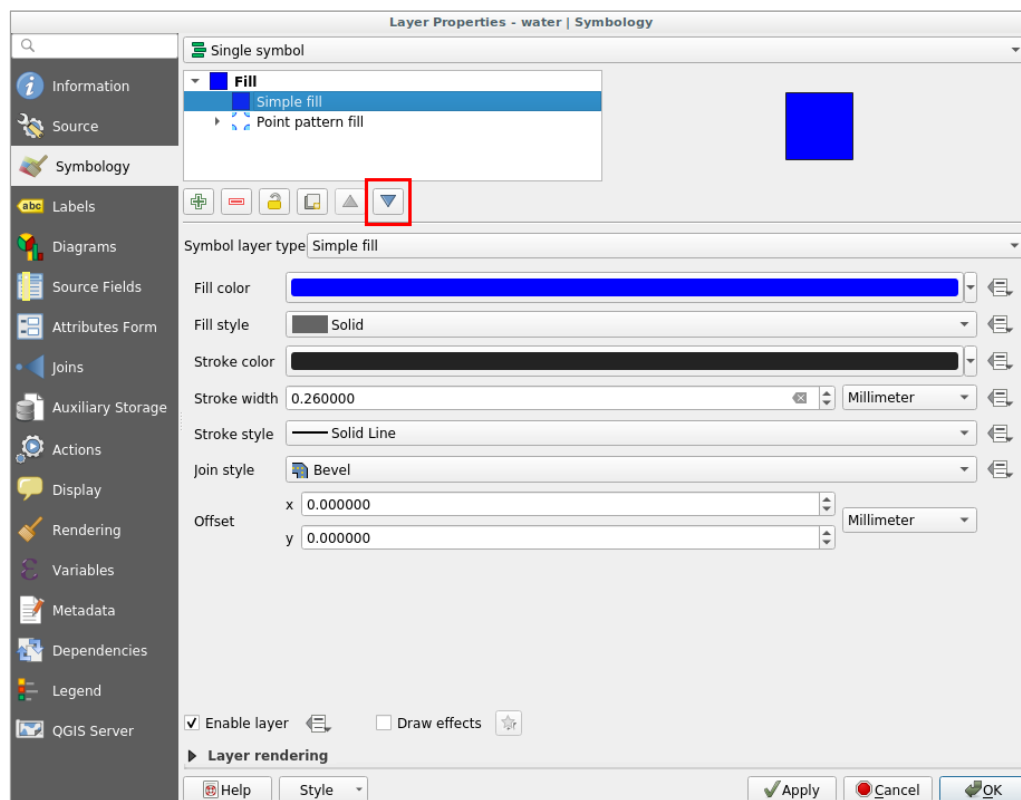 Layer Properties - water | Symbology
Single symbol
Information
Source
Symbology
abc Labels
Diagrams
Source Fields
Attributes Form
Joins
Auxiliary Storage
Actions
Display
Rendering
Variables
Metadata
Dependencies
Legend
QGIS Server
Fill
Simple fill
Point pattern fill
Symbol layer type Simple fill
Fill color
Fill style Solid
Stroke color
Stroke width 0.260000 Millimeter
Stroke style Solid Line
Join style Bevel
Offset x 0.000000 Millimeter
y 0.000000
Enable layer Draw effects
Layer rendering
Help Style Apply Cancel OK